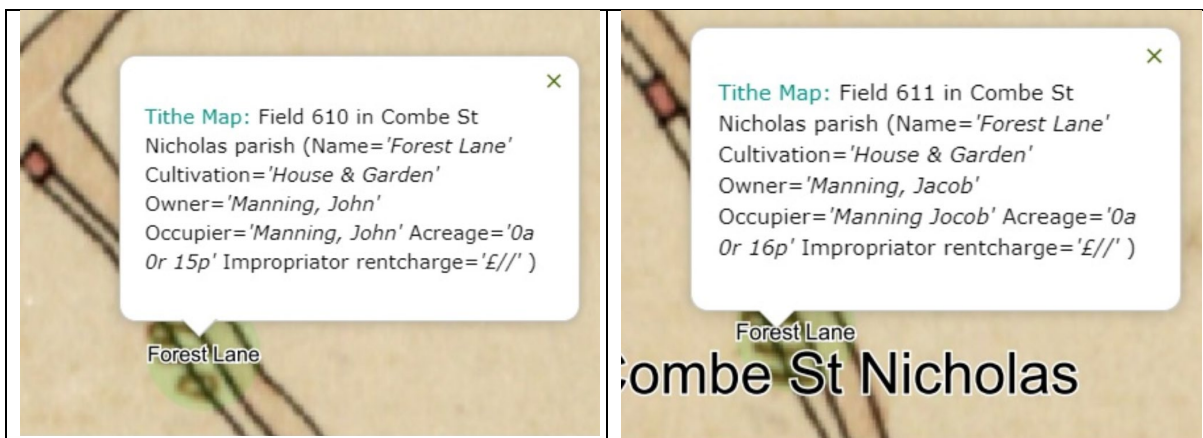 ×
Tithe Map: Field 610 in Combe St
Nicholas parish (Name='Forest Lane'
Cultivation='House & Garden'
Owner='Manning, John'
Occupier='Manning, John' Acreage='0a
0r 15p' Impropriator rentcharge='£//' )
Forest Lane
×
Tithe Map: Field 611 in Combe St
Nicholas parish (Name='Forest Lane'
Cultivation='House & Garden'
Owner='Manning, Jacob'
Occupier='Manning Jocob' Acreage='0a
0r 16p' Impropriator rentcharge='£//' )
Forest Lane
Combe St Nicholas